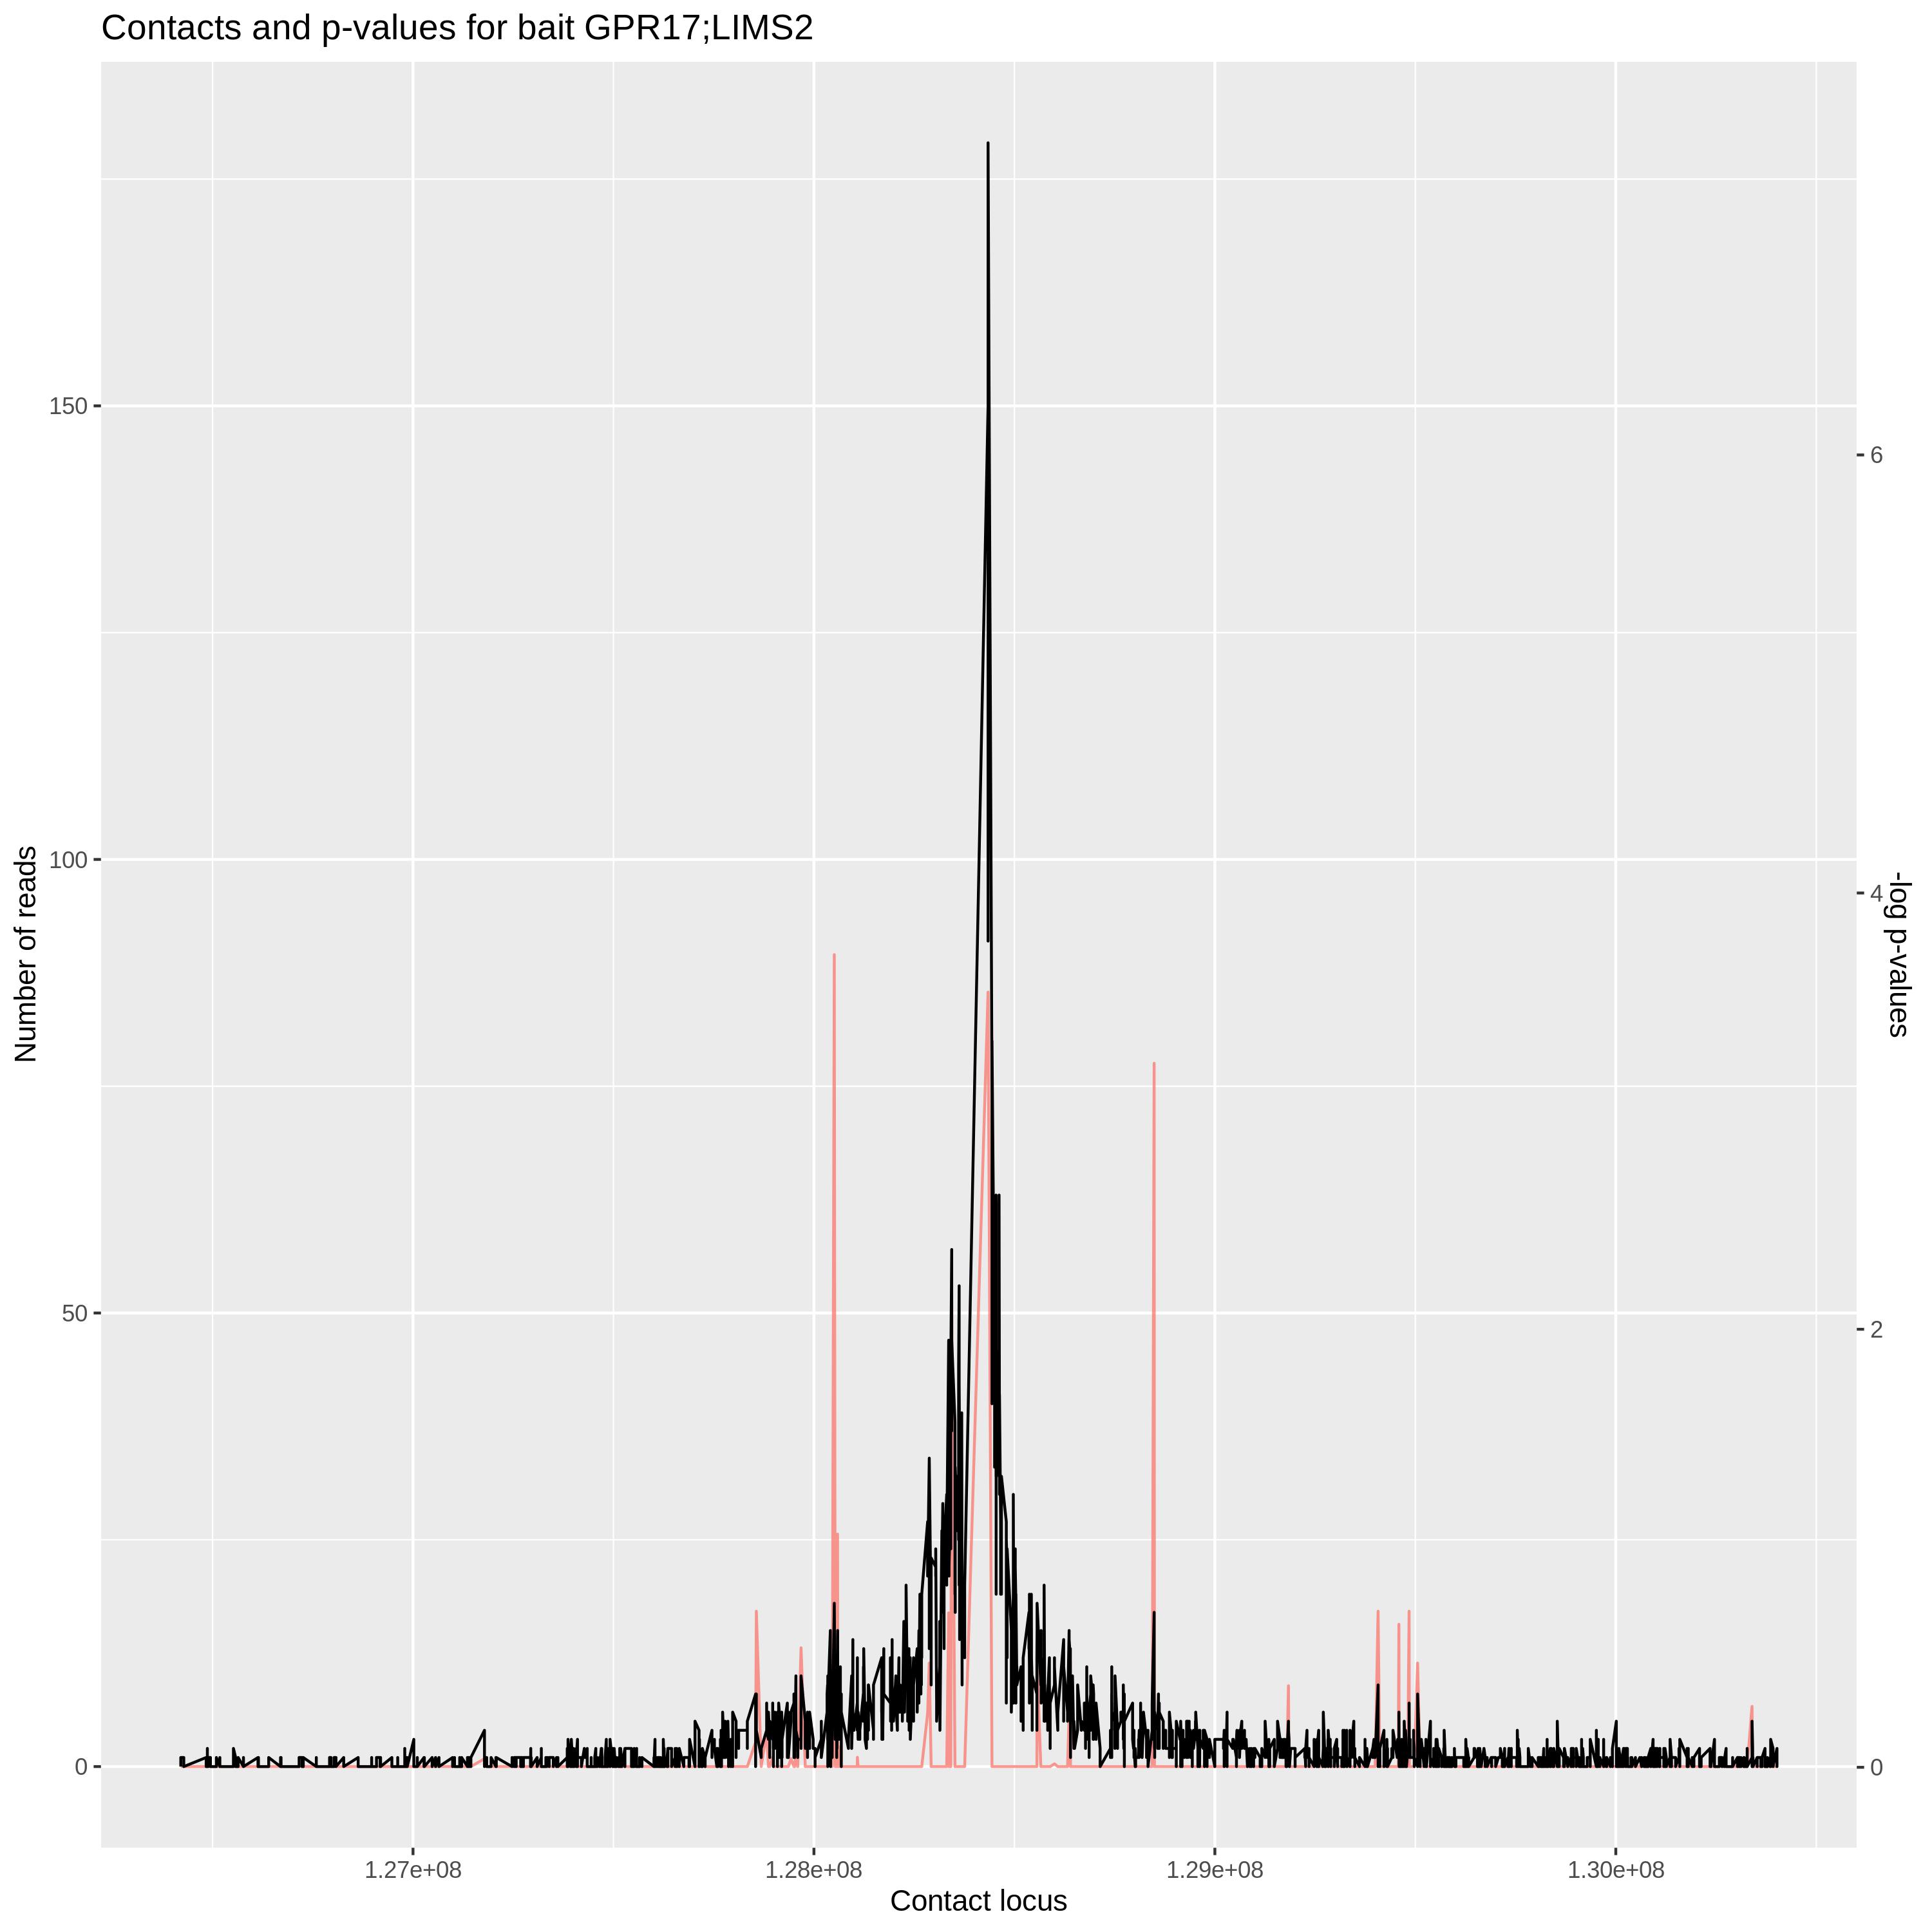 Contacts and p-values for bait GPR17;LIMS2
Number of reads
150
100
50
0
6
4
2
0
-log p-values
1.27e+08
1.28e+08
1.29e+08
1.30e+08
Contact locus